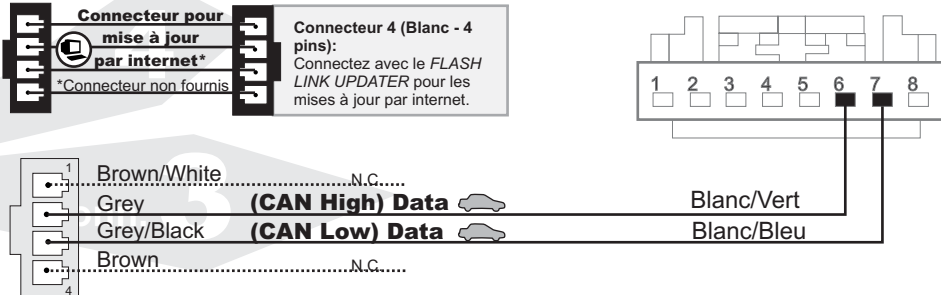 Connecteur pour
mise à jour
par internet*
*Connecteur non fournis
Connecteur 4 (Blanc - 4
pins):
Connectez avec le FLASH
LINK UPDATER pour les
mises à jour par internet.
1 2 3 4 5 6 7 8
1
Brown/White N.C.
Grey (CAN High) Data Blanc/Vert
Grey/Black (CAN Low) Data Blanc/Bleu
Brown N.C.
4
4
3